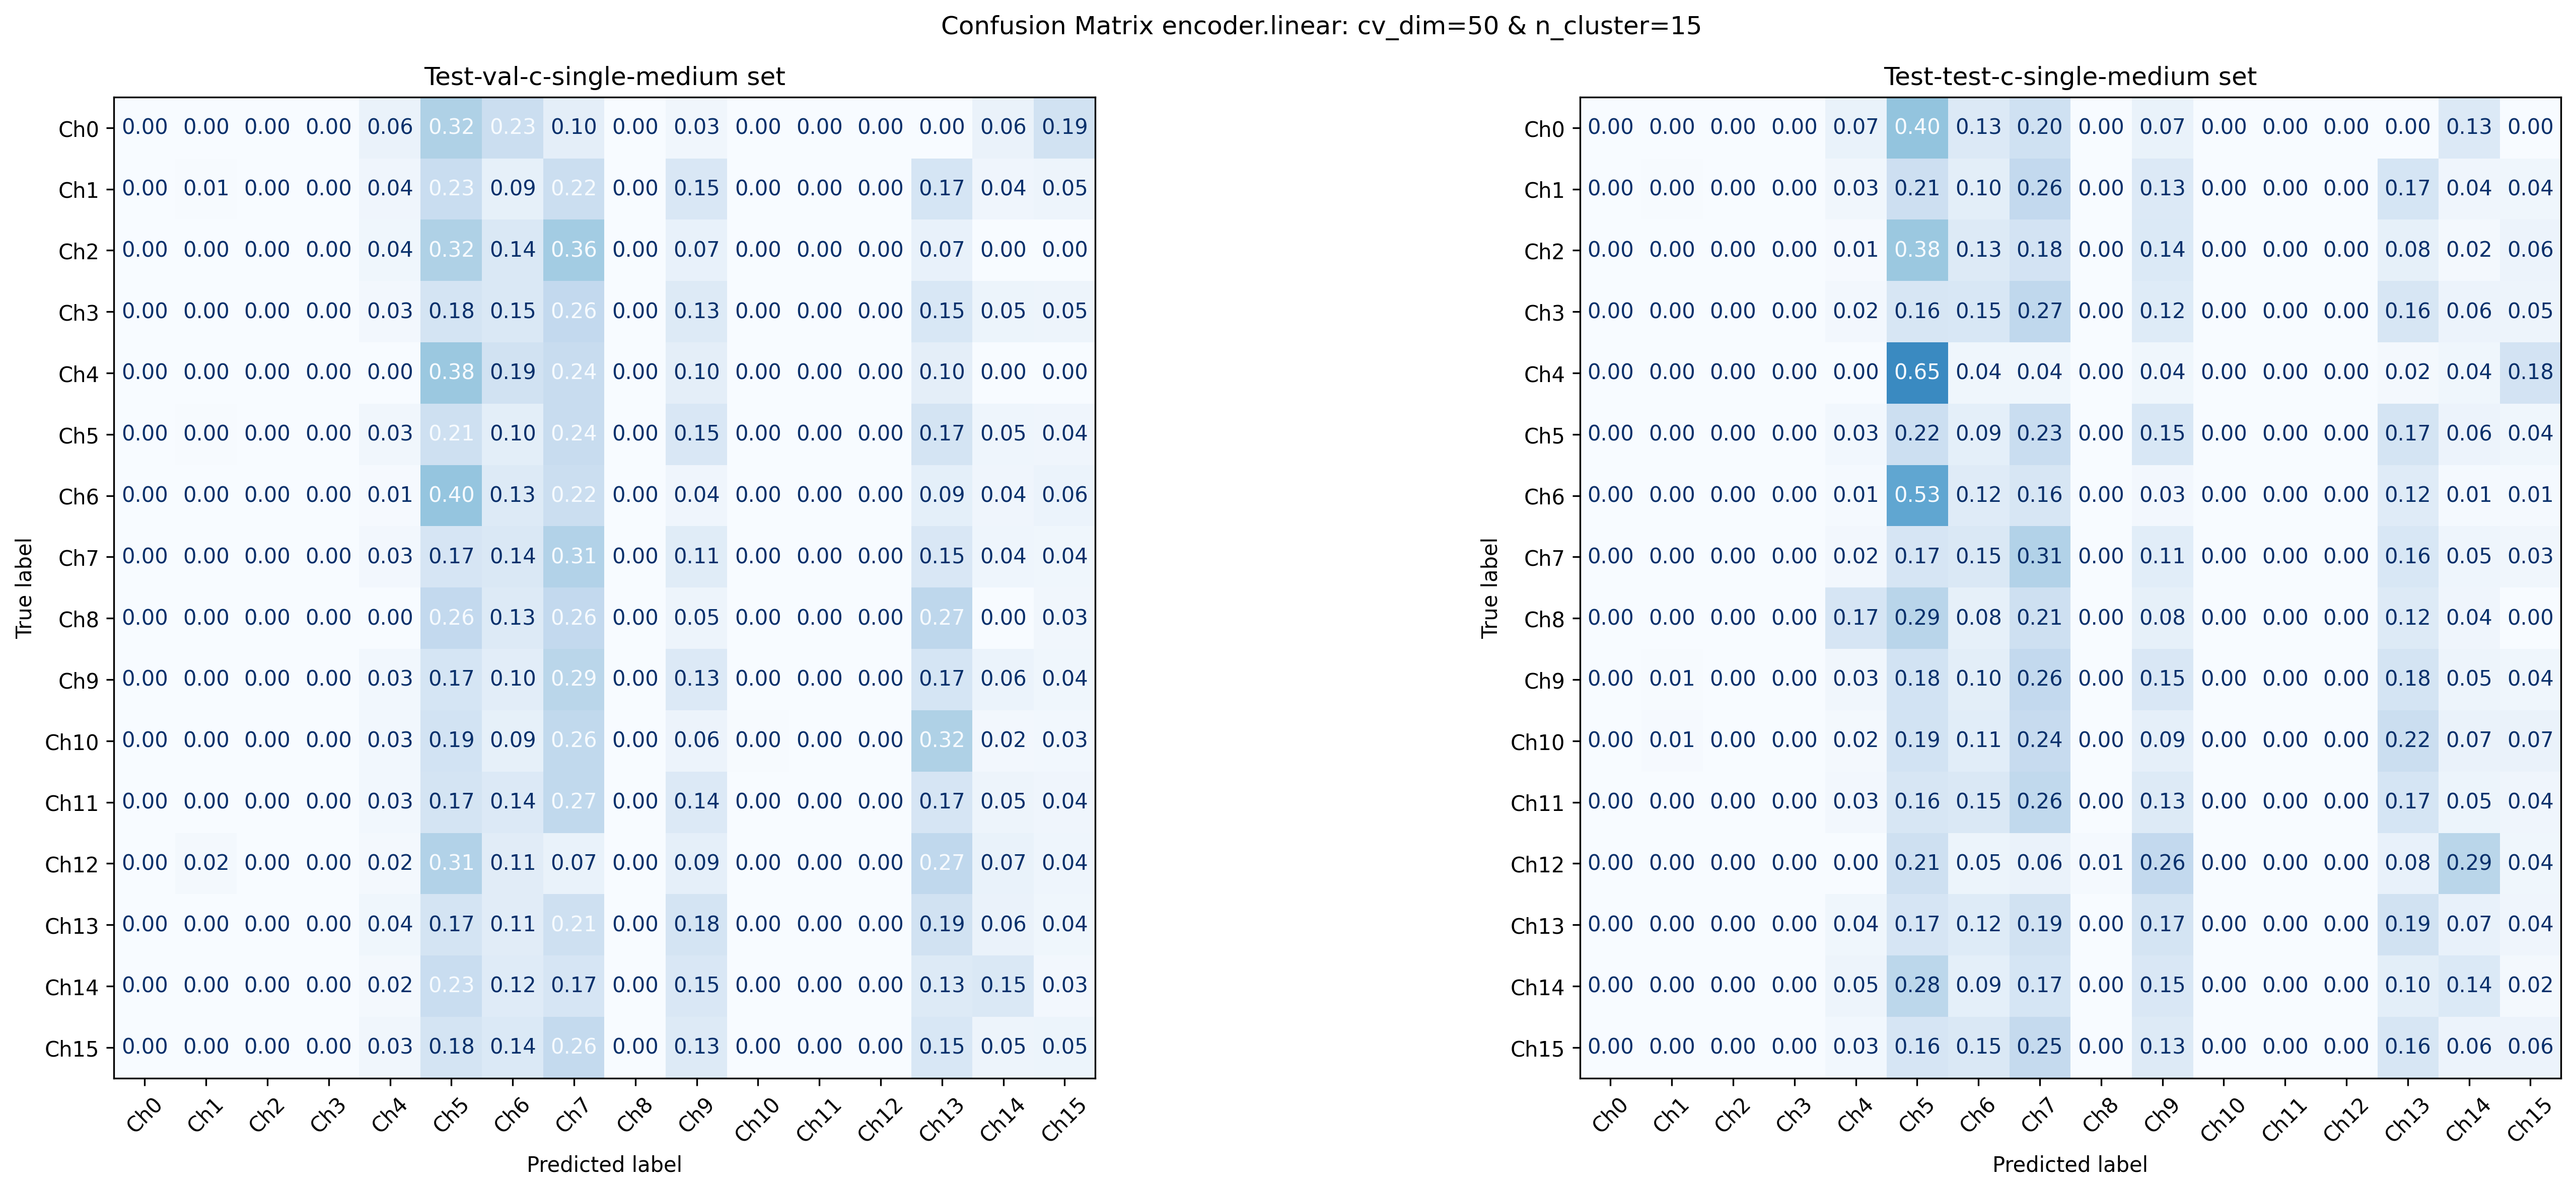 Confusion Matrix encoder.linear: cv_dim=50 & n_cluster=15
Test-val-c-single-medium set
True label
Ch0 0.00 0.00 0.00 0.00 0.06 0.32 0.23 0.10 0.00 0.03 0.00 0.00 0.00 0.00 0.06 0.19
Ch1 0.00 0.01 0.00 0.00 0.04 0.23 0.09 0.22 0.00 0.15 0.00 0.00 0.00 0.17 0.04 0.05
Ch2 0.00 0.00 0.00 0.00 0.04 0.32 0.14 0.36 0.00 0.07 0.00 0.00 0.00 0.07 0.00 0.00
Ch3 0.00 0.00 0.00 0.00 0.03 0.18 0.15 0.26 0.00 0.13 0.00 0.00 0.00 0.15 0.05 0.05
Ch4 0.00 0.00 0.00 0.00 0.00 0.38 0.19 0.24 0.00 0.10 0.00 0.00 0.00 0.10 0.00 0.00
Ch5 0.00 0.00 0.00 0.00 0.03 0.21 0.10 0.24 0.00 0.15 0.00 0.00 0.00 0.17 0.05 0.04
Ch6 0.00 0.00 0.00 0.00 0.01 0.40 0.13 0.22 0.00 0.04 0.00 0.00 0.00 0.09 0.04 0.06
Ch7 0.00 0.00 0.00 0.00 0.03 0.17 0.14 0.31 0.00 0.11 0.00 0.00 0.00 0.15 0.04 0.04
Ch8 0.00 0.00 0.00 0.00 0.00 0.26 0.13 0.26 0.00 0.05 0.00 0.00 0.00 0.27 0.00 0.03
Ch9 0.00 0.00 0.00 0.00 0.03 0.17 0.10 0.29 0.00 0.13 0.00 0.00 0.00 0.17 0.06 0.04
Ch10 0.00 0.00 0.00 0.00 0.03 0.19 0.09 0.26 0.00 0.06 0.00 0.00 0.00 0.32 0.02 0.03
Ch11 0.00 0.00 0.00 0.00 0.03 0.17 0.14 0.27 0.00 0.14 0.00 0.00 0.00 0.17 0.05 0.04
Ch12 0.00 0.02 0.00 0.00 0.02 0.31 0.11 0.07 0.00 0.09 0.00 0.00 0.00 0.27 0.07 0.04
Ch13 0.00 0.00 0.00 0.00 0.04 0.17 0.11 0.21 0.00 0.18 0.00 0.00 0.00 0.19 0.06 0.04
Ch14 0.00 0.00 0.00 0.00 0.02 0.23 0.12 0.17 0.00 0.15 0.00 0.00 0.00 0.13 0.15 0.03
Ch15 0.00 0.00 0.00 0.00 0.03 0.18 0.14 0.26 0.00 0.13 0.00 0.00 0.00 0.15 0.05 0.05
Ch0 Ch1 Ch2 Ch3 Ch4 Ch5 Ch6 Ch7 Ch8 Ch9 Ch10 Ch11 Ch12 Ch13 Ch14 Ch15
Predicted label
Test-test-c-single-medium set
True label
Ch0 0.00 0.00 0.00 0.00 0.07 0.40 0.13 0.20 0.00 0.07 0.00 0.00 0.00 0.00 0.13 0.00
Ch1 0.00 0.00 0.00 0.00 0.03 0.21 0.10 0.26 0.00 0.13 0.00 0.00 0.00 0.17 0.04 0.04
Ch2 0.00 0.00 0.00 0.00 0.01 0.38 0.13 0.18 0.00 0.14 0.00 0.00 0.00 0.08 0.02 0.06
Ch3 0.00 0.00 0.00 0.00 0.02 0.16 0.15 0.27 0.00 0.12 0.00 0.00 0.00 0.16 0.06 0.05
Ch4 0.00 0.00 0.00 0.00 0.00 0.65 0.04 0.04 0.00 0.04 0.00 0.00 0.00 0.02 0.04 0.18
Ch5 0.00 0.00 0.00 0.00 0.03 0.22 0.09 0.23 0.00 0.15 0.00 0.00 0.00 0.17 0.06 0.04
Ch6 0.00 0.00 0.00 0.00 0.01 0.53 0.12 0.16 0.00 0.03 0.00 0.00 0.00 0.12 0.01 0.01
Ch7 0.00 0.00 0.00 0.00 0.02 0.17 0.15 0.31 0.00 0.11 0.00 0.00 0.00 0.16 0.05 0.03
Ch8 0.00 0.00 0.00 0.00 0.17 0.29 0.08 0.21 0.00 0.08 0.00 0.00 0.00 0.12 0.04 0.00
Ch9 0.00 0.01 0.00 0.00 0.03 0.18 0.10 0.26 0.00 0.15 0.00 0.00 0.00 0.18 0.05 0.04
Ch10 0.00 0.01 0.00 0.00 0.02 0.19 0.11 0.24 0.00 0.09 0.00 0.00 0.00 0.22 0.07 0.07
Ch11 0.00 0.00 0.00 0.00 0.03 0.16 0.15 0.26 0.00 0.13 0.00 0.00 0.00 0.17 0.05 0.04
Ch12 0.00 0.00 0.00 0.00 0.00 0.21 0.05 0.06 0.01 0.26 0.00 0.00 0.00 0.08 0.29 0.04
Ch13 0.00 0.00 0.00 0.00 0.04 0.17 0.12 0.19 0.00 0.17 0.00 0.00 0.00 0.19 0.07 0.04
Ch14 0.00 0.00 0.00 0.00 0.05 0.28 0.09 0.17 0.00 0.15 0.00 0.00 0.00 0.10 0.14 0.02
Ch15 0.00 0.00 0.00 0.00 0.03 0.16 0.15 0.25 0.00 0.13 0.00 0.00 0.00 0.16 0.06 0.06
Ch0 Ch1 Ch2 Ch3 Ch4 Ch5 Ch6 Ch7 Ch8 Ch9 Ch10 Ch11 Ch12 Ch13 Ch14 Ch15
Predicted label